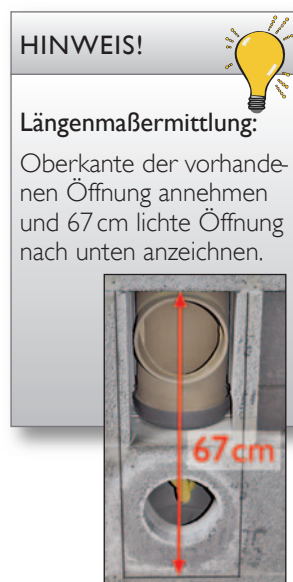 HINWEIS!
Längenmaßermittlung:
Oberkante der vorhande-
nen Öffnung annehmen
und 67 cm lichte Öffnung
nach unten anzeichnen.
67 cm